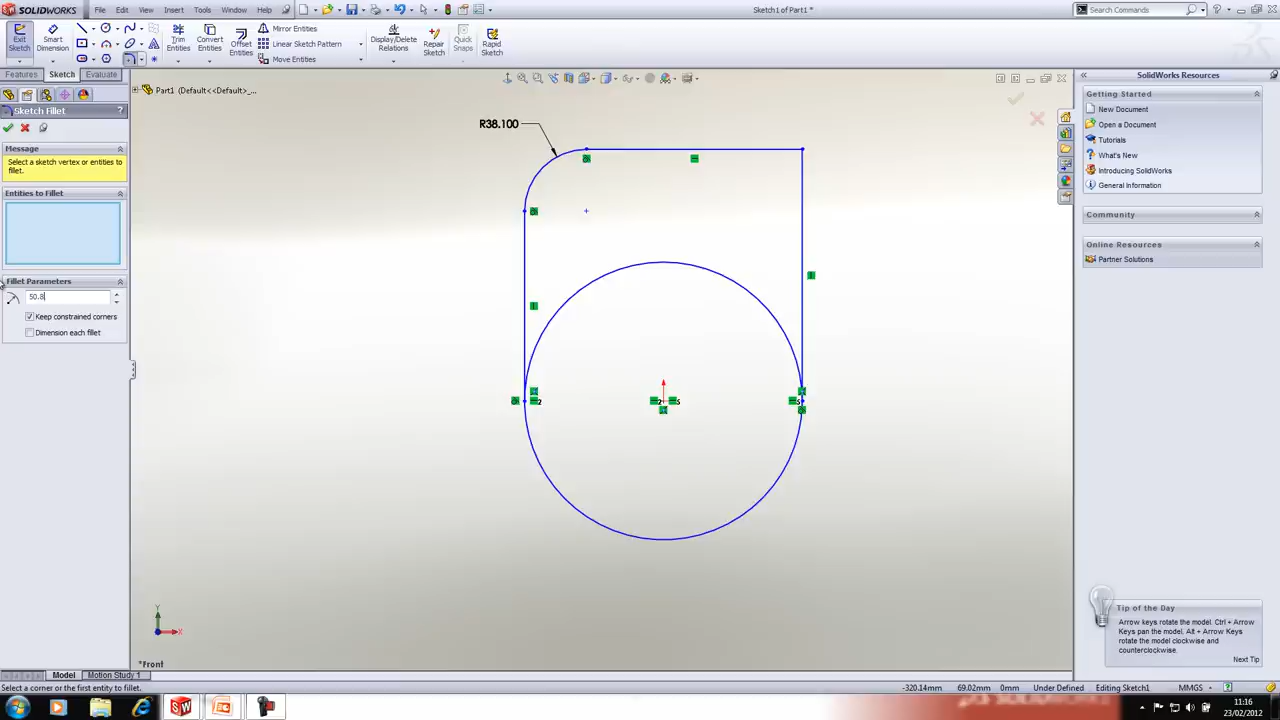 SOLIDWORKS File Edit View Insert Tools Window Help Sketch1 of Part1 * Search Commands
Exit Sketch
Smart Dimension
Trim Entities
Convert Entities
Offset Entities
Mirror Entities
Linear Sketch Pattern
Move Entities
Display/Delete Relations
Repair Sketch
Quick Snaps
Rapid Sketch
Features Sketch Evaluate
Sketch Fillet ?
Message
Select a sketch vertex or entities to fillet.
Entities to Fillet
Fillet Parameters
50.8
Keep constrained corners
Dimension each fillet
Part1 (Default<<Default>_...
R38.100
2
2 5
5
Y
X
*Front
SolidWorks Resources
Getting Started
New Document
Open a Document
Tutorials
What's New
Introducing SolidWorks
General Information
Community
Online Resources
Partner Solutions
Tip of the Day
Arrow keys rotate the model. Ctrl + Arrow
Keys pan the model. Alt + Arrow Keys
rotate the model clockwise and
counterclockwise.
Next Tip
Model Motion Study 1
Select a corner or the first entity to fillet. -320.14mm 69.02mm 0mm Under Defined Editing Sketch1 MMGS
11:16
23/02/2012